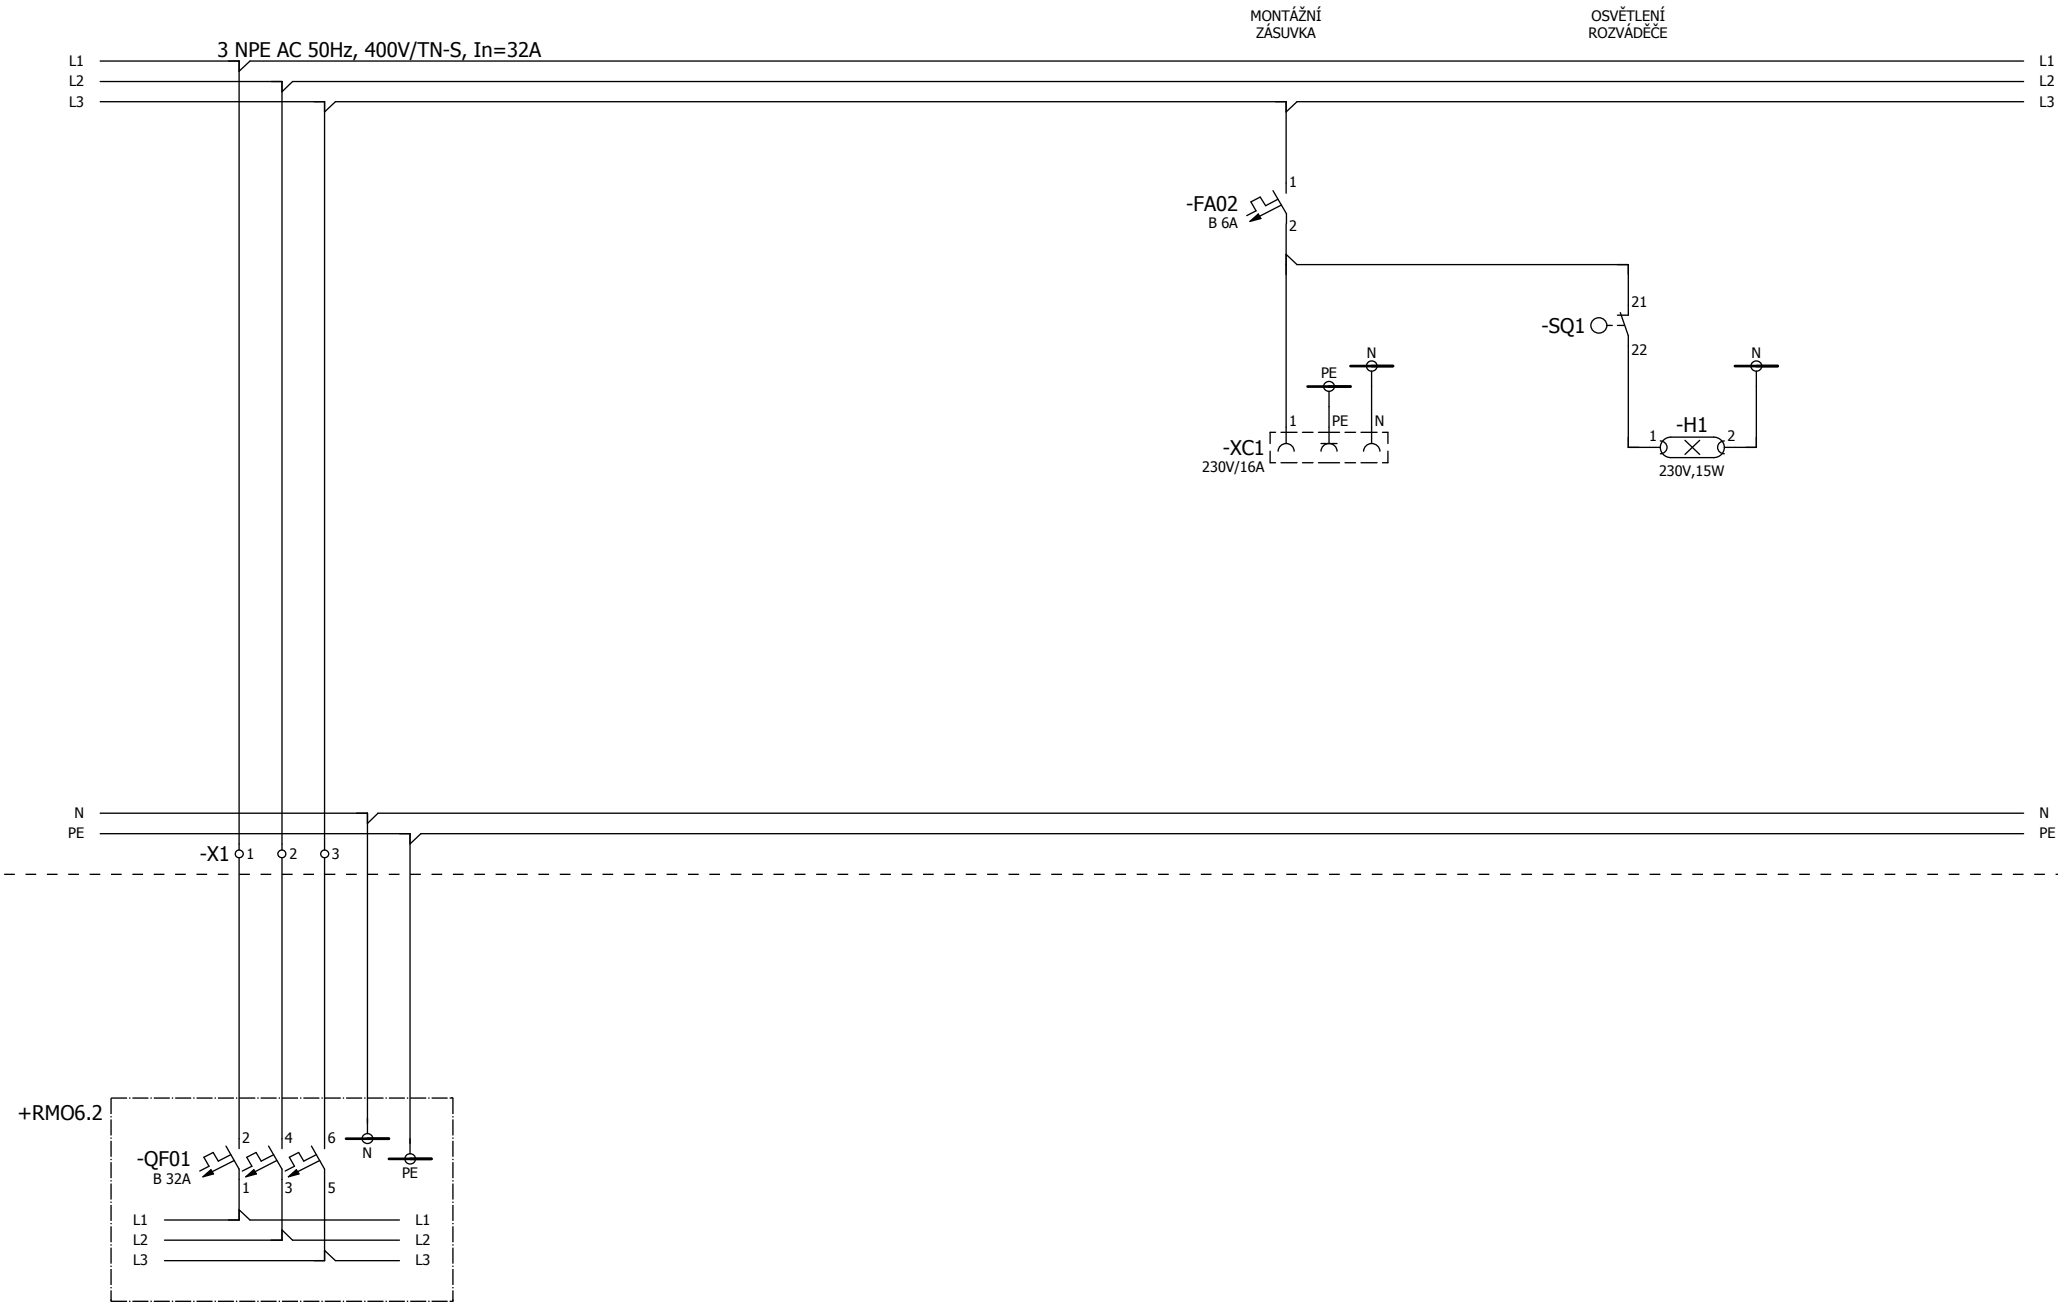 MONTÁŽNÍ
ZÁSUVKA
OSVĚTLENÍ
ROZVÁDĚČE
3 NPE AC 50Hz, 400V/TN-S, In=32A
L1 L1
L2 L2
L3 L3
1
-FA02
B 6A
2
21
-SQ1
22
N
PE
N
1 PE N
-XC1
230V/16A
-H1
1 2
230V,15W
N N
PE PE
-X1 1 2 3
+RMO6.2
2 4 6
-QF01
B 32A
N
PE
1 3 5
L1 L1
L2 L2
L3 L3